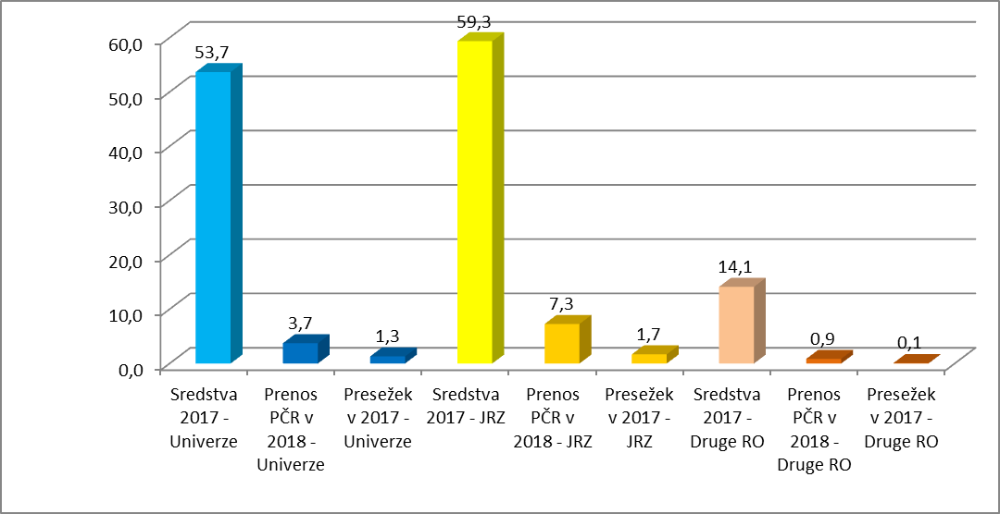 60,0
50,0
40,0
30,0
20,0
10,0
0,0
53,7
3,7
1,3
59,3
7,3
1,7
14,1
0,9
0,1
Sredstva
2017 -
Univerze
Prenos
PČR v
2018 -
Univerze
Presežek
v 2017 -
Univerze
Sredstva
2017 - JRZ
Prenos
PČR v
2018 - JRZ
Presežek
v 2017 -
JRZ
Sredstva
2017 -
Druge RO
Prenos
PČR v
2018 -
Druge RO
Presežek
v 2017 -
Druge RO